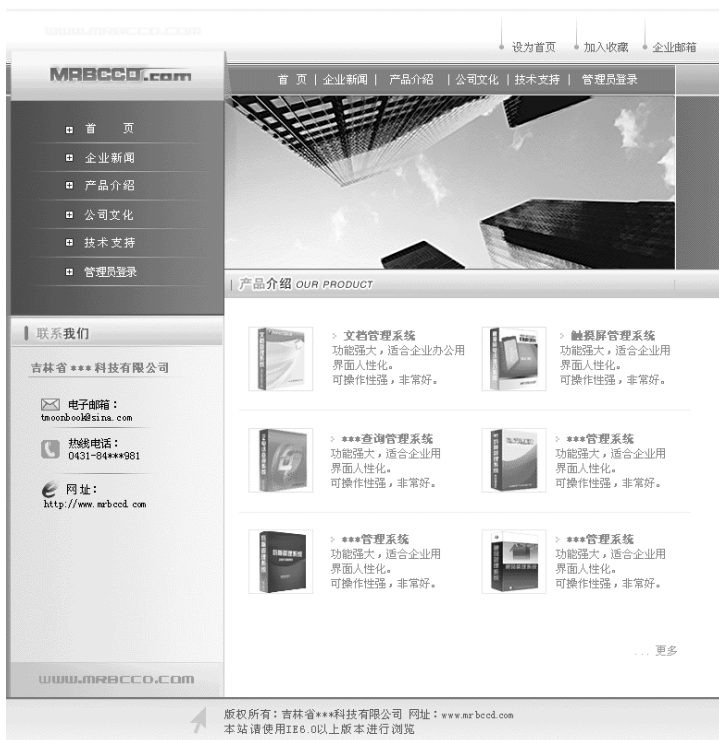 设为首页 加入收藏 企业邮箱
MRBCCD.com
首 页 | 企业新闻 | 产品介绍 | 公司文化 | 技术支持 | 管理员登录
首 页
企业新闻
产品介绍
公司文化
技术支持
管理员登录
产品介绍 OUR PRODUCT
联系我们
吉林省***科技有限公司
电子邮箱：
tmoonbook@sina.com
热线电话：
0431-84***981
网址：
http://www.mrbccd.com
> 文档管理系统
功能强大，适合企业办公用
界面人性化。
可操作性强，非常好。
> 触摸屏管理系统
功能强大，适合企业用
界面人性化。
可操作性强，非常好。
> ***查询管理系统
功能强大，适合企业用
界面人性化。
可操作性强，非常好。
> ***管理系统
功能强大，适合企业用
界面人性化。
可操作性强，非常好。
> ***管理系统
功能强大，适合企业用
界面人性化。
可操作性强，非常好。
> ***管理系统
功能强大，适合企业用
界面人性化。
可操作性强，非常好。
... 更多
WWW.MRBCCD.COM
版权所有：吉林省***科技有限公司 网址：www.mrbccd.com
本站请使用IE6.0以上版本进行浏览